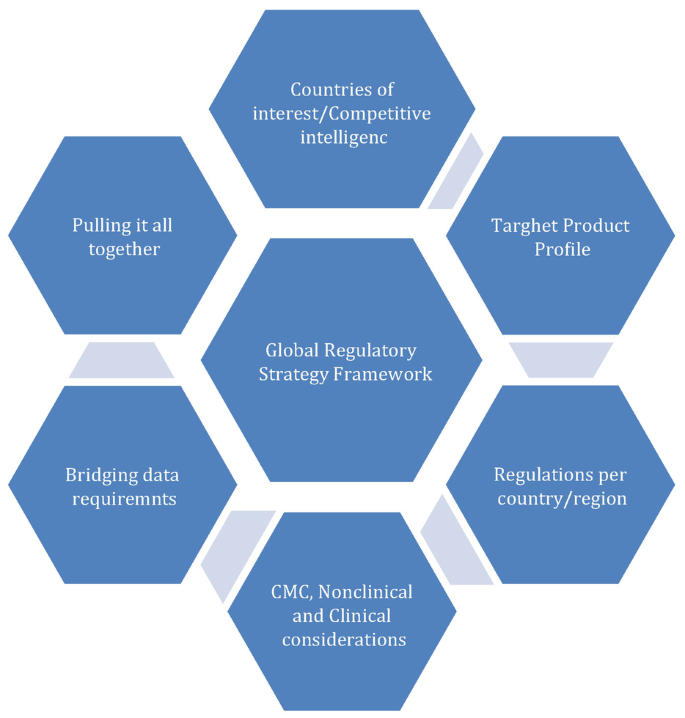 Countries of
interest/Competitive
intelligenc
Targhet Product
Profile
Regulations per
country/region
CMC, Nonclinical
and Clinical
considerations
Bridging data
requiremnts
Pulling it all
together
Global Regulatory
Strategy Framework